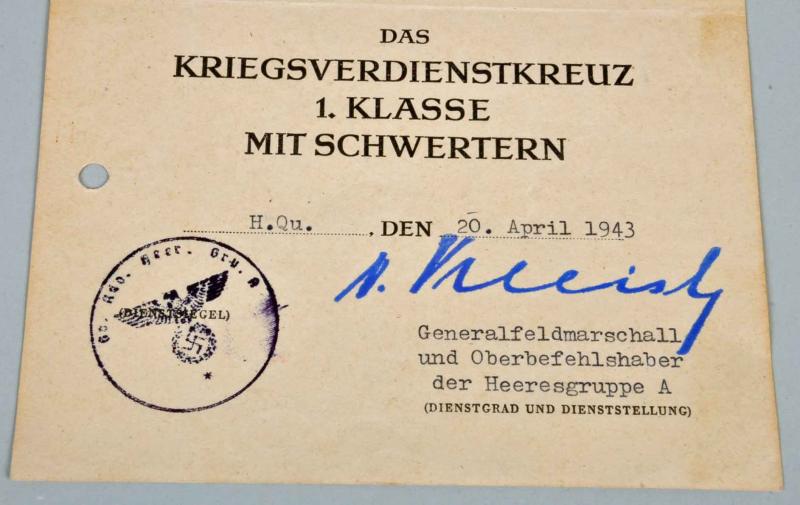 DAS
KRIEGSVERDIENSTKREUZ
1. KLASSE
MIT SCHWERTERN
H.Qu. , DEN 20. April 1943
v. Kleist
(DIENSTSIEGEL)
Generalfeldmarschall
und Oberbefehlshaber
der Heeresgruppe A
(DIENSTGRAD UND DIENSTSTELLUNG)